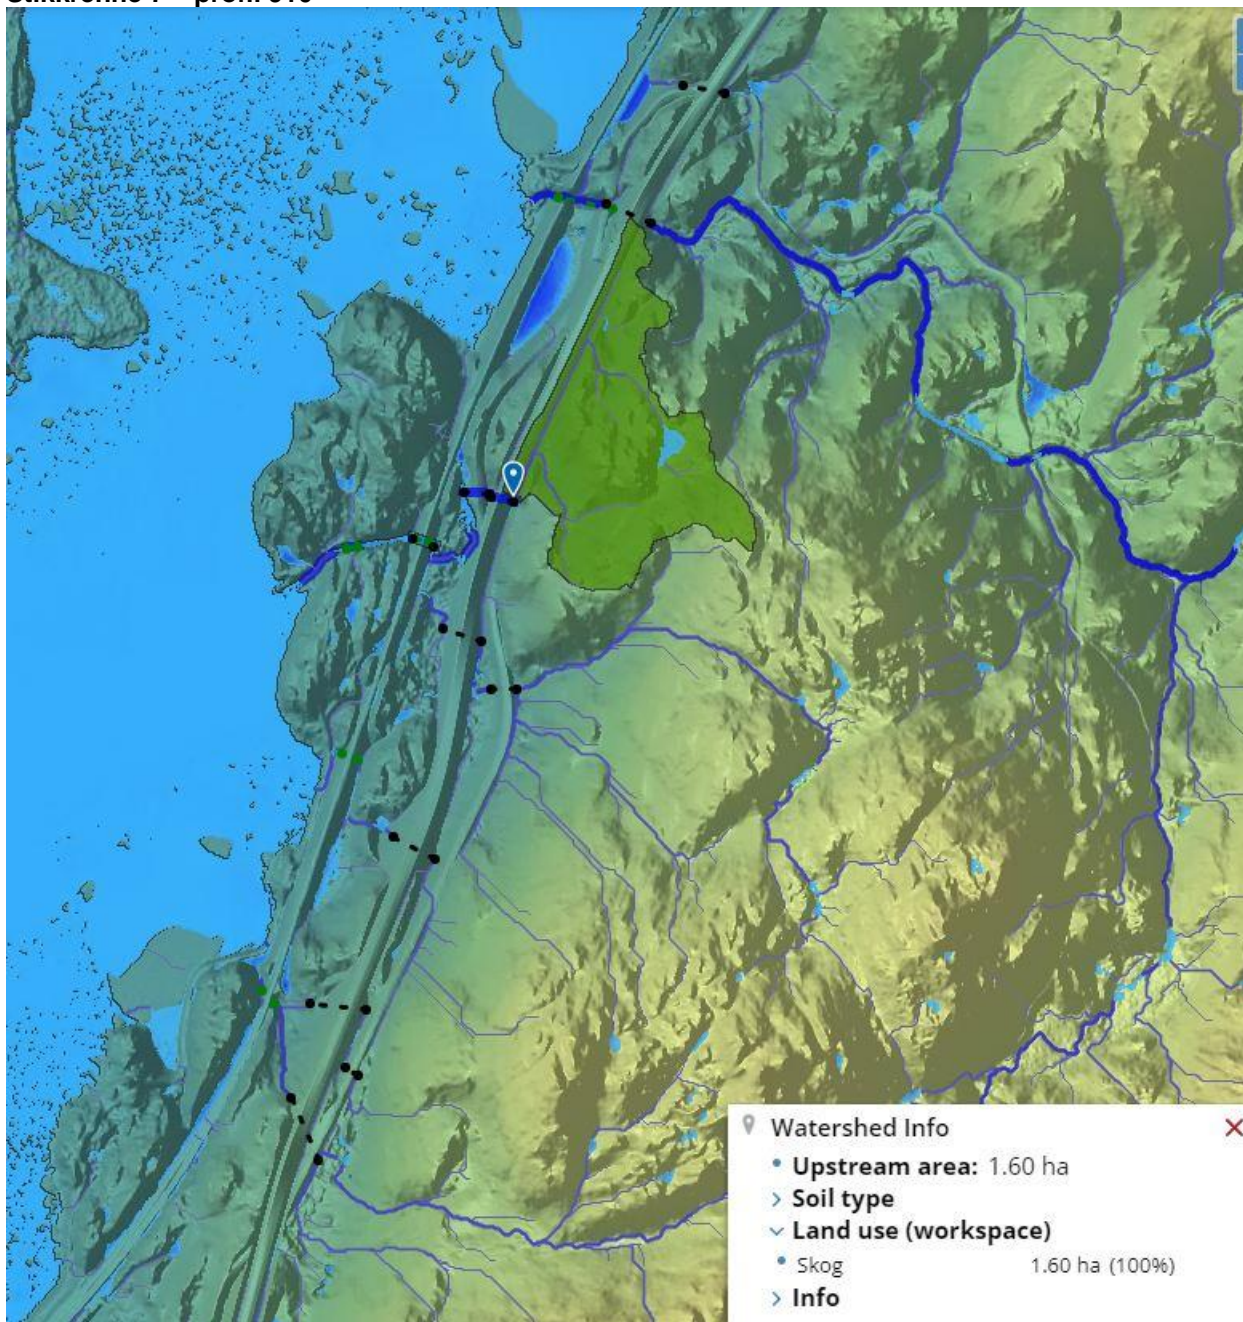 Watershed Info
Upstream area: 1.60 ha
Soil type
Land use (workspace)
Skog 1.60 ha (100%)
Info